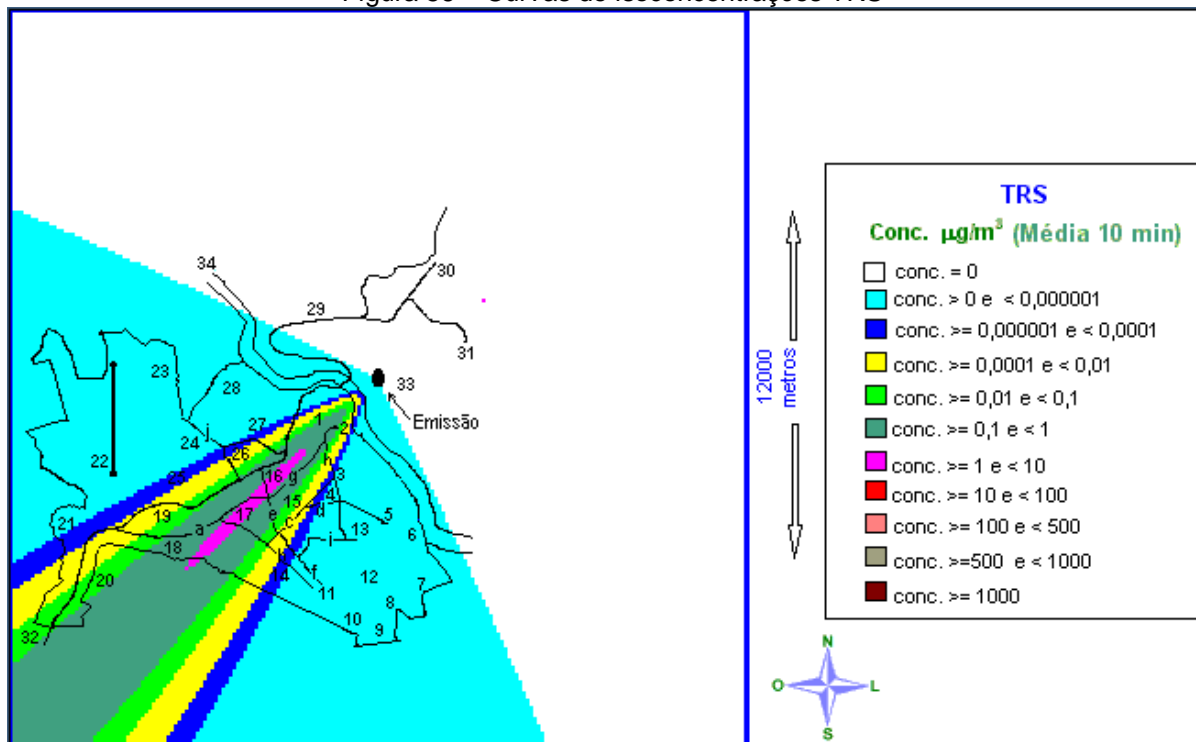 34
30
29
31
33
Emissão
23
28
j
27
1
2
24
26
h
22
25
16
g
3
15
4
21
19
17
e
c
d
5
a
13
6
18
i
14
f
20
12
7
11
8
10
9
32
12000
metros
TRS
Conc. µg/m³ (Média 10 min)
conc. = 0
conc. > 0 e < 0,000001
conc. >= 0,000001 e < 0,0001
conc. >= 0,0001 e < 0,01
conc. >= 0,01 e < 0,1
conc. >= 0,1 e < 1
conc. >= 1 e < 10
conc. >= 10 e < 100
conc. >= 100 e < 500
conc. >=500 e < 1000
conc. >= 1000
N
O
L
S